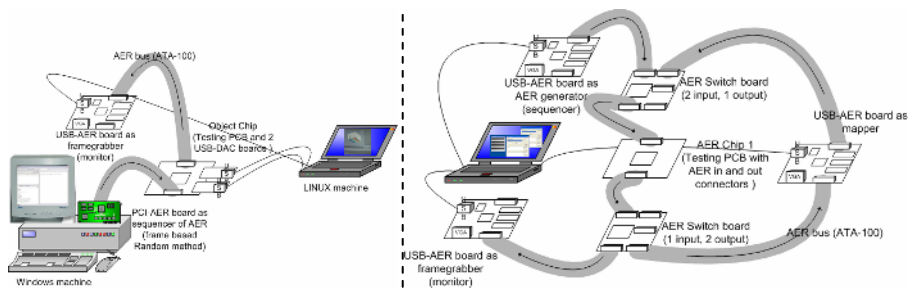 AER bus (ATA-100)
USB-AER board as
framegrabber
(monitor)
Object Chip
(Testing PCB and 2
USB-DAC boards )
LINUX machine
PCI-AER board as
sequencer of AER
(frame based
Random method)
Windows machine
U
S
B
VGA
USB-AER board as
AER generator
(sequencer)
AER Switch board
(2 input, 1 output)
USB-AER board as
mapper
AER Chip 1
(Testing PCB with
AER in and out
connectors )
VGA
VGA
USB-AER board as
framegrabber
(monitor)
AER Switch board
(1 input, 2 output)
AER bus (ATA-100)